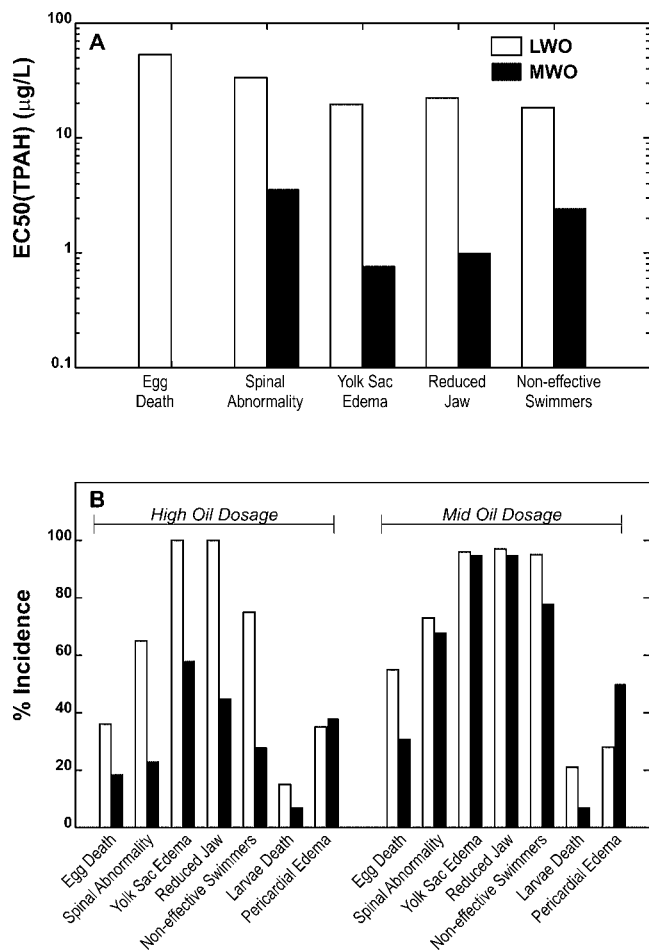 A
LWO
MWO
EC50(TPAH) (µg/L)
100
10
1
0.1
Egg
Death
Spinal
Abnormality
Yolk Sac
Edema
Reduced
Jaw
Non-effective
Swimmers
B
High Oil Dosage
Mid Oil Dosage
% Incidence
100
80
60
40
20
0
Egg Death
Spinal Abnormality
Yolk Sac Edema
Reduced Jaw
Non-effective Swimmers
Larvae Death
Pericardial Edema
Egg Death
Spinal Abnormality
Yolk Sac Edema
Reduced Jaw
Non-effective Swimmers
Larvae Death
Pericardial Edema